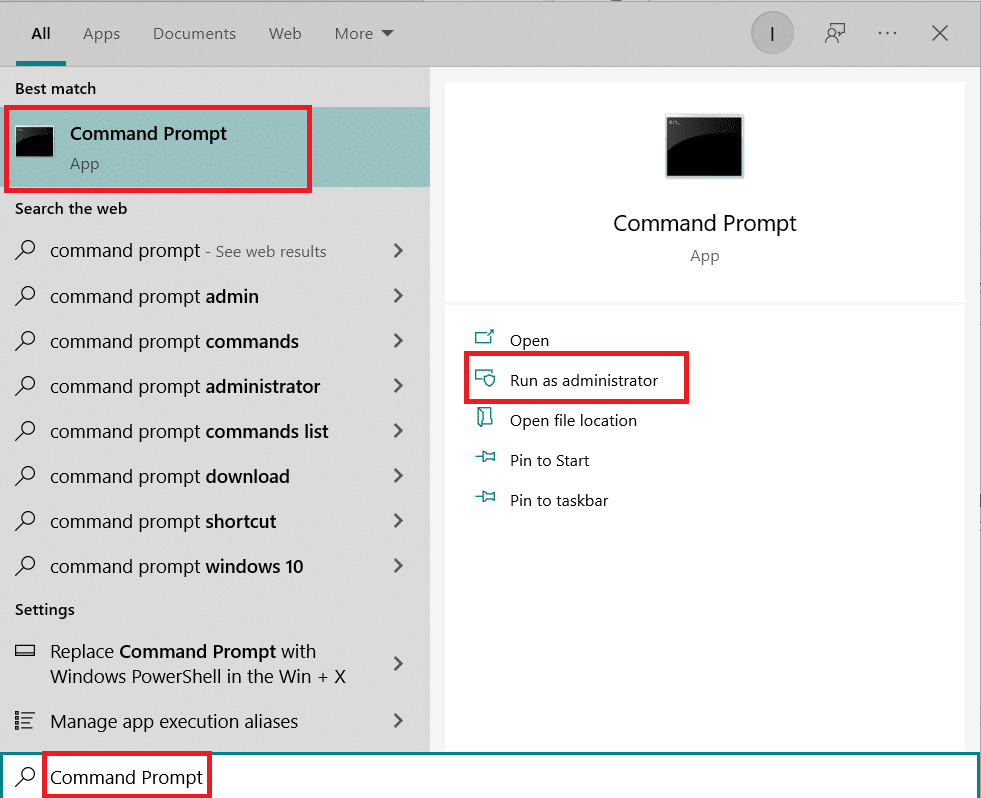 All Apps Documents Web More I
Best match
Command Prompt
App
Search the web
command prompt - See web results
command prompt admin
command prompt commands
command prompt administrator
command prompt commands list
command prompt download
command prompt shortcut
command prompt windows 10
Settings
Replace Command Prompt with
Windows PowerShell in the Win + X
Manage app execution aliases
Command Prompt
Command Prompt
App
Open
Run as administrator
Open file location
Pin to Start
Pin to taskbar